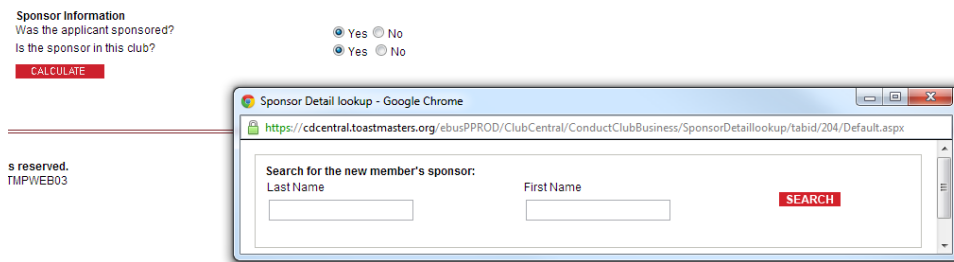 Sponsor Information
Was the applicant sponsored? Yes No
Is the sponsor in this club? Yes No
CALCULATE
Sponsor Detail lookup - Google Chrome
https://cdcentral.toastmasters.org/ebusPPROD/ClubCentral/ConductClubBusiness/SponsorDetaillookup/tabid/204/Default.aspx
Search for the new member's sponsor:
Last Name First Name
SEARCH
s reserved.
TMPWEB03